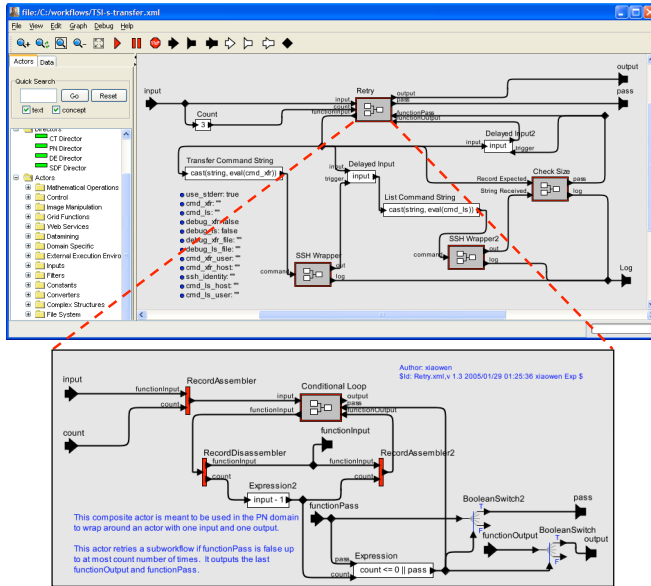 file:/C:/workflows/TSI-s-transfer.xml
File View Edit Graph Debug Help
Actors Data
Quick Search
Go Reset
text concept
Directors
CT Director
PN Director
DE Director
SDF Director
Actors
Mathematical Operations
Control
Image Manipulation
Grid Functions
Web Services
Datamining
Domain Specific
External Execution Enviro
Inputs
Filters
Constants
Converters
Complex Structures
File System
input
output
pass
Retry
input
count
functionInput
output
pass
functionPass
functionOutput
Count
3
Delayed Input2
input
input
trigger
Transfer Command String
cast(string, eval(cmd_xfr))
input
trigger
Delayed Input
input
Check Size
Record Expected
String Received
pass
log
List Command String
cast(string, eval(cmd_ls))
use_stderr: true
cmd_xfr: ""
cmd_ls: ""
debug_xfr: false
debug_ls: false
debug_xfr_file: ""
debug_ls_file: ""
cmd_xfr_user: ""
cmd_xfr_host: ""
ssh_identity: ""
cmd_ls_host: ""
cmd_ls_user: ""
SSH Wrapper
command
out
log
SSH Wrapper2
command
out
log
Log
Author: xiaowen
$Id: Retry.xml,v 1.3 2005/01/29 01:25:36 xiaowen Exp $
input
count
RecordAssembler
functionInput
count
Conditional Loop
input
functionInput
output
pass
functionOutput
functionInput
RecordDisassembler
functionInput
count
RecordAssembler2
functionInput
count
Expression2
input - 1
functionPass
This composite actor is meant to be used in the PN domain
to wrap around an actor with one input and one output.
This actor retries a subworkflow if functionPass is false up
to at most count number of times. It outputs the last
functionOutput and functionPass.
Expression
pass
count
count <= 0 || pass
BooleanSwitch2
T
F
pass
functionOutput
BooleanSwitch
T
F
output